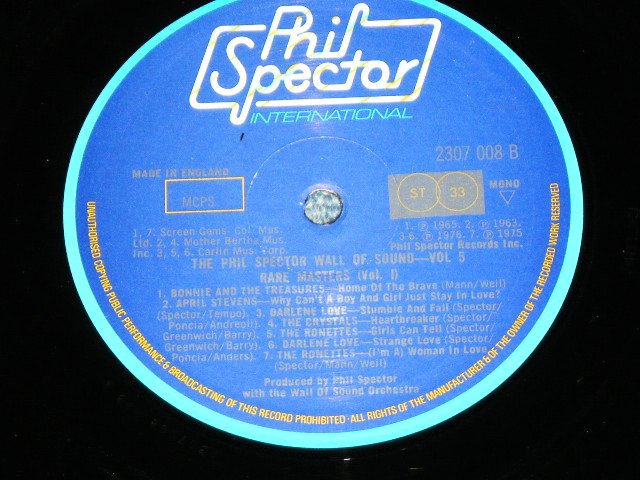 Phil
Spector
INTERNATIONAL
2307 008 B
MADE IN ENGLAND
MCPS
ST 33
MONO
1. 7. Screen Gems- Col. Mus.
Ltd. 2, 4. Mother Bertha Mus.
Inc. 3, 5, 6. Carlin Mus. Corp.
1. Ⓟ 1965. 2. Ⓟ 1963.
3-6. Ⓟ 1976. 7. Ⓟ 1975
Phil Spector Records Inc.
THE PHIL SPECTOR WALL OF SOUND—VOL 5
RARE MASTERS (Vol. I)
1. BONNIE AND THE TREASURES—Home Of The Brave (Mann/Weil)
2. APRIL STEVENS—Why Can't A Boy And Girl Just Stay In Love?
(Spector/Tempo). 3. DARLENE LOVE—Stumble And Fall (Spector/
Poncia/Andreoli). 4. THE CRYSTALS—Heartbreaker (Spector/
Greenwich/Barry). 5. THE RONETTES—Girls Can Tell (Spector/
Greenwich/Barry). 6. DARLENE LOVE—Strange Love (Spector/
Poncia/Anders). 7. THE RONETTES—(I'm A) Woman In Love
(Spector/Mann/Weil)
Produced by Phil Spector
with the Wall Of Sound Orchestra
UNAUTHORISED COPYING PUBLIC PERFORMANCE & BROADCASTING OF THIS RECORD PROHIBITED · ALL RIGHTS OF THE MANUFACTURER & OF THE OWNER OF THE RECORDED WORK RESERVED